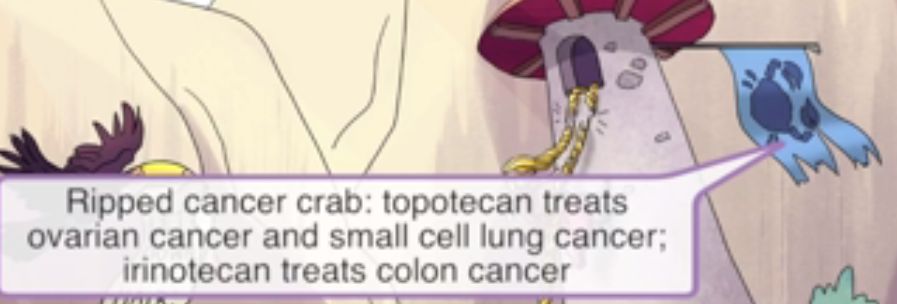 Ripped cancer crab: topotecan treats
ovarian cancer and small cell lung cancer;
irinotecan treats colon cancer